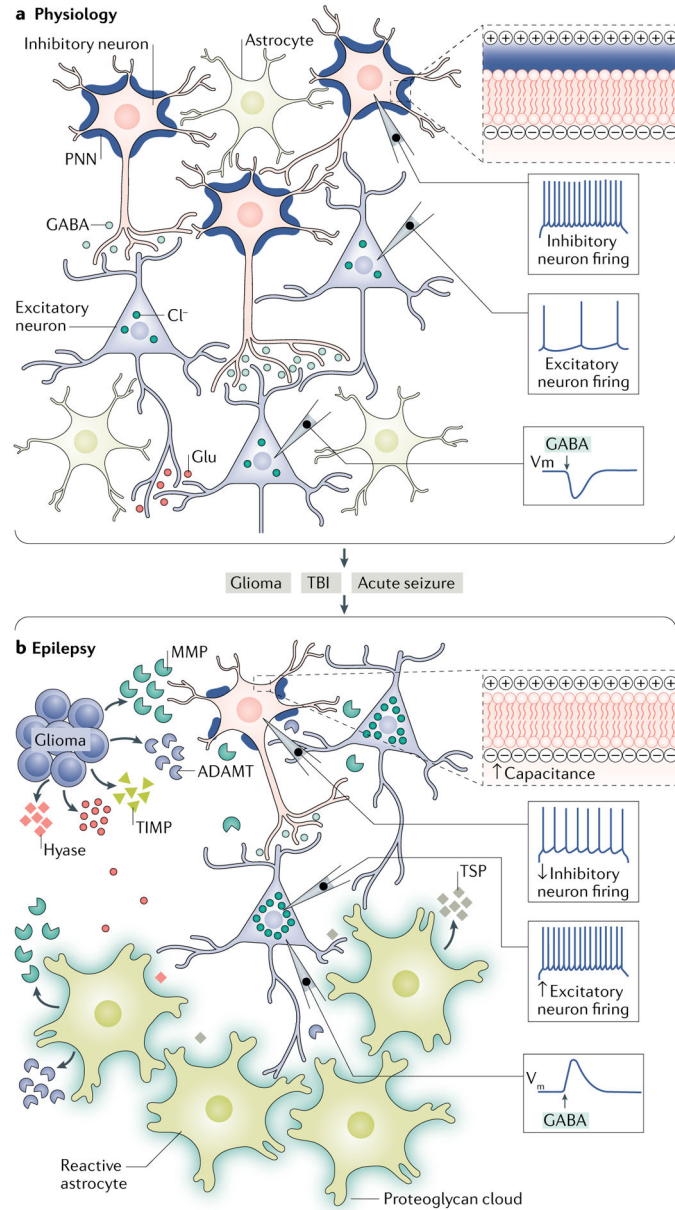 a Physiology
Inhibitory neuron
Astrocyte
PNN
GABA
Excitatory
neuron
Cl⁻
Glu
Inhibitory
neuron firing
Excitatory
neuron firing
GABA
Vm
Glioma
TBI
Acute seizure
b Epilepsy
MMP
Glioma
ADAMT
TIMP
Hyase
↑ Capacitance
↓ Inhibitory
neuron firing
TSP
↑ Excitatory
neuron firing
Vm
GABA
Reactive
astrocyte
Proteoglycan cloud